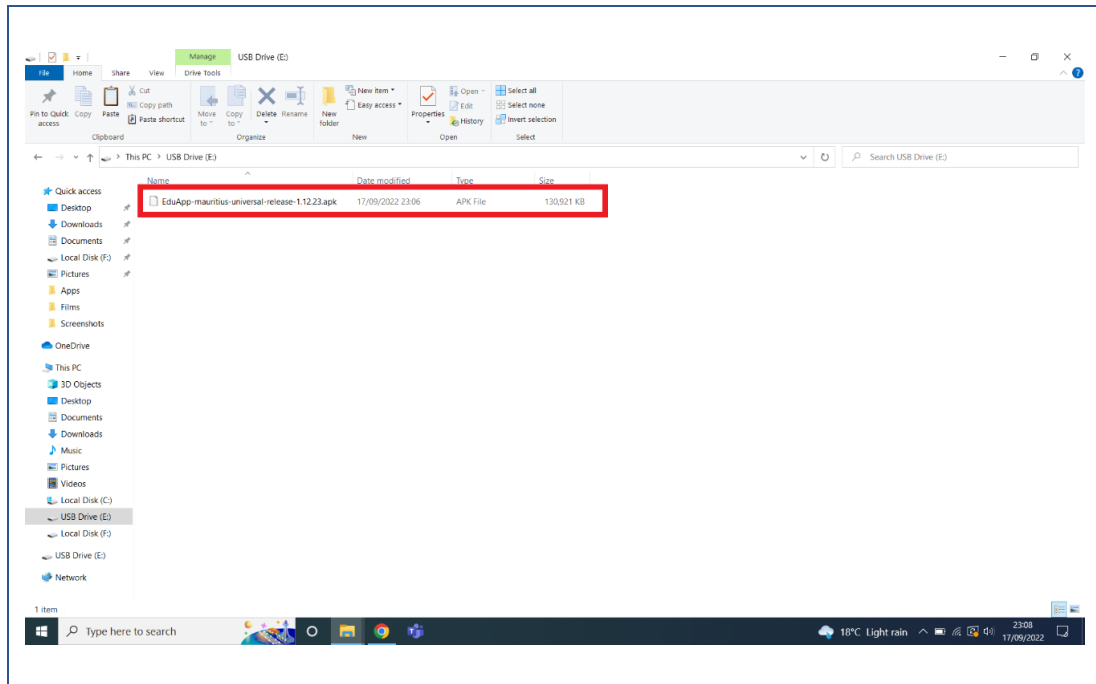 Manage USB Drive (E:)
File Home Share View Drive Tools
Pin to Quick access
Copy
Paste
Cut
Copy path
Paste shortcut
Move to
Copy to
Delete
Rename
New folder
New item
Easy access
Properties
Open
Edit
History
Select all
Select none
Invert selection
Clipboard Organize New Open Select
This PC > USB Drive (E:)
Search USB Drive (E:)
Name Date modified Type Size
EduApp-mauritius-universal-release-1.12.23.apk 17/09/2022 23:06 APK File 130,921 KB
Quick access
Desktop
Downloads
Documents
Local Disk (F:)
Pictures
Apps
Films
Screenshots
OneDrive
This PC
3D Objects
Desktop
Documents
Downloads
Music
Pictures
Videos
Local Disk (C:)
USB Drive (E:)
Local Disk (F:)
USB Drive (E:)
Network
1 item
Type here to search
18°C Light rain
23:08
17/09/2022